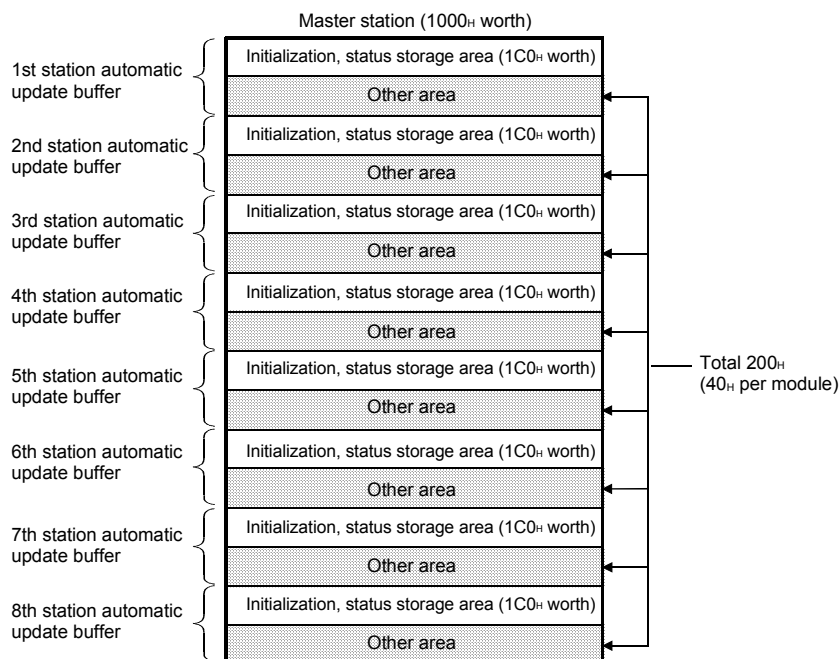 Master station (1000H worth)
1st station automatic
update buffer
Initialization, status storage area (1C0H worth)
Other area
2nd station automatic
update buffer
Initialization, status storage area (1C0H worth)
Other area
3rd station automatic
update buffer
Initialization, status storage area (1C0H worth)
Other area
4th station automatic
update buffer
Initialization, status storage area (1C0H worth)
Other area
5th station automatic
update buffer
Initialization, status storage area (1C0H worth)
Other area
6th station automatic
update buffer
Initialization, status storage area (1C0H worth)
Other area
7th station automatic
update buffer
Initialization, status storage area (1C0H worth)
Other area
8th station automatic
update buffer
Initialization, status storage area (1C0H worth)
Other area
Total 200H
(40H per module)